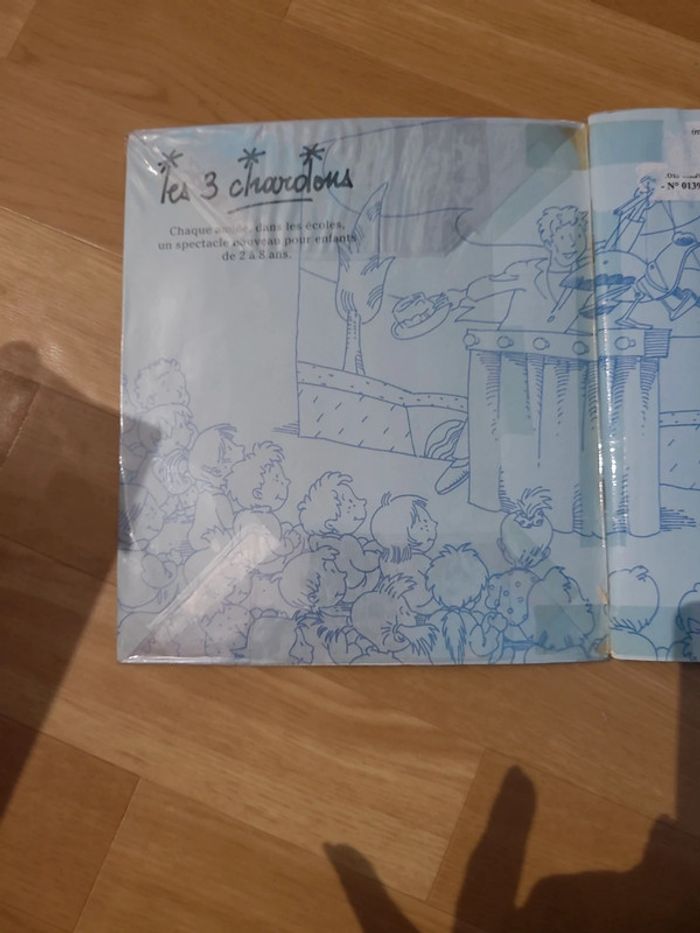 les 3 chardons
Chaque année, dans les écoles,
un spectacle nouveau pour enfants
de 2 à 8 ans.
- N° 0139